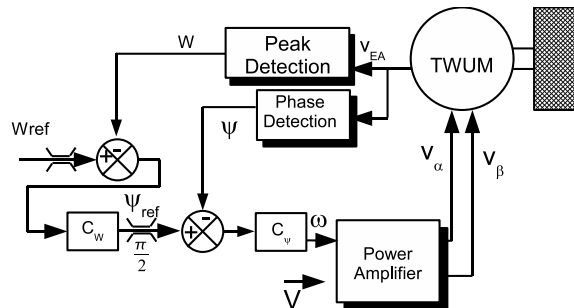 W
Peak
Detection
v_EA
TWUM
Phase
Detection
ψ
Wref
+ -
v_α
v_β
C_W
ψ_ref
π/2
+ -
C_ψ
ω
Power
Amplifier
V